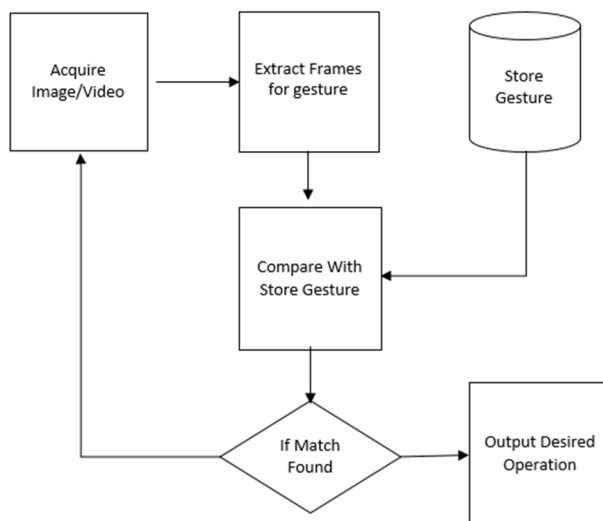 Acquire
Image/Video
Extract Frames
for gesture
Store
Gesture
Compare With
Store Gesture
If Match
Found
Output Desired
Operation